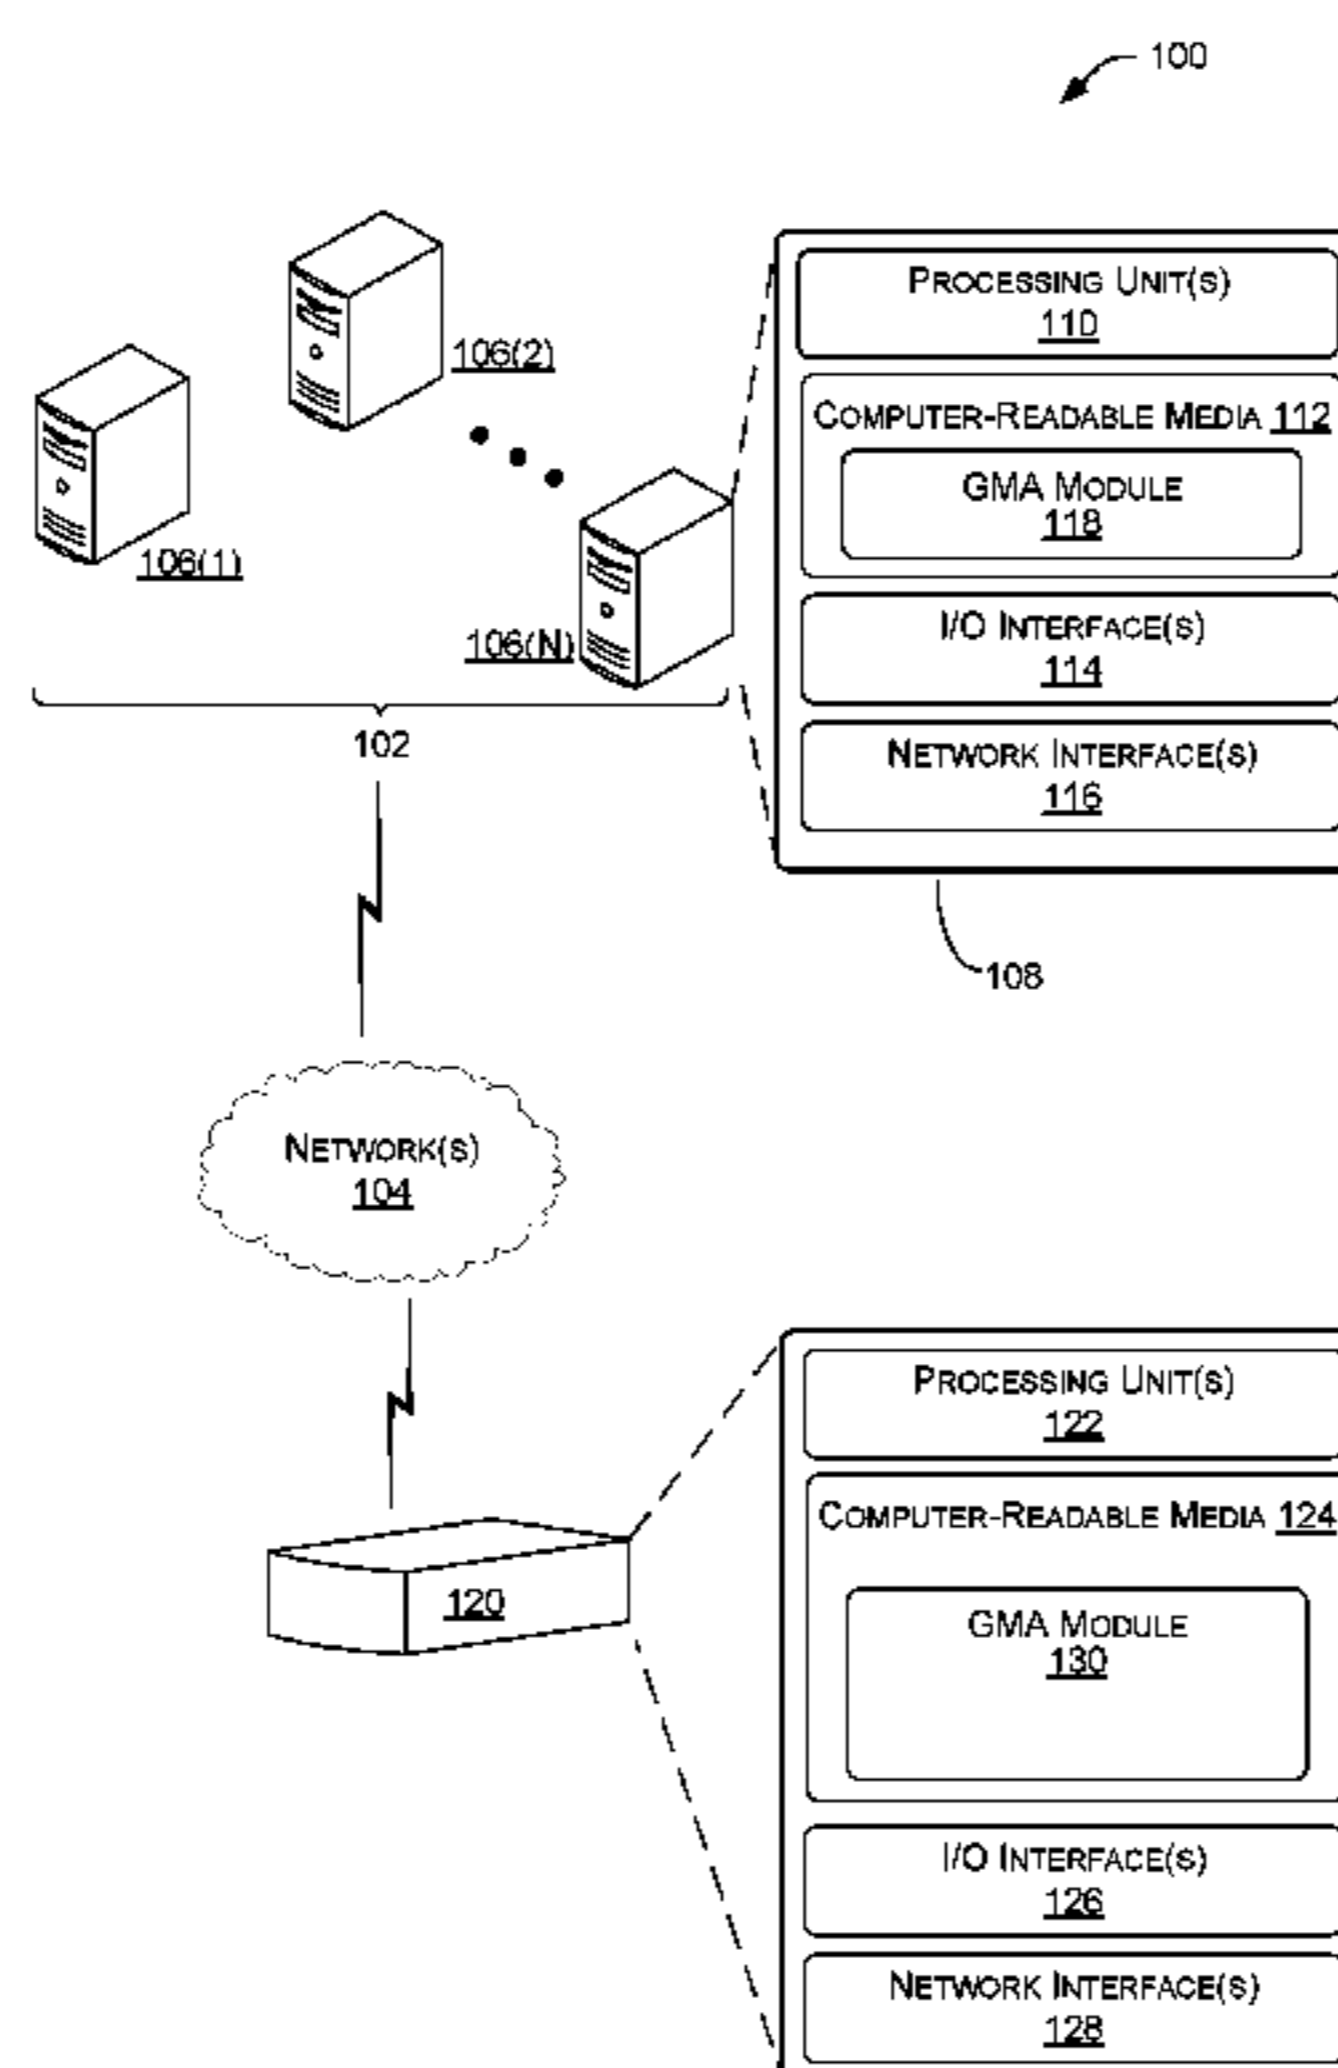 100
PROCESSING UNIT(S)
110
106(2)
COMPUTER-READABLE MEDIA 112
GMA MODULE
118
106(1)
I/O INTERFACE(S)
114
106(N)
102
NETWORK INTERFACE(S)
116
108
NETWORK(S)
104
PROCESSING UNIT(S)
122
COMPUTER-READABLE MEDIA 124
120
GMA MODULE
130
I/O INTERFACE(S)
126
NETWORK INTERFACE(S)
128